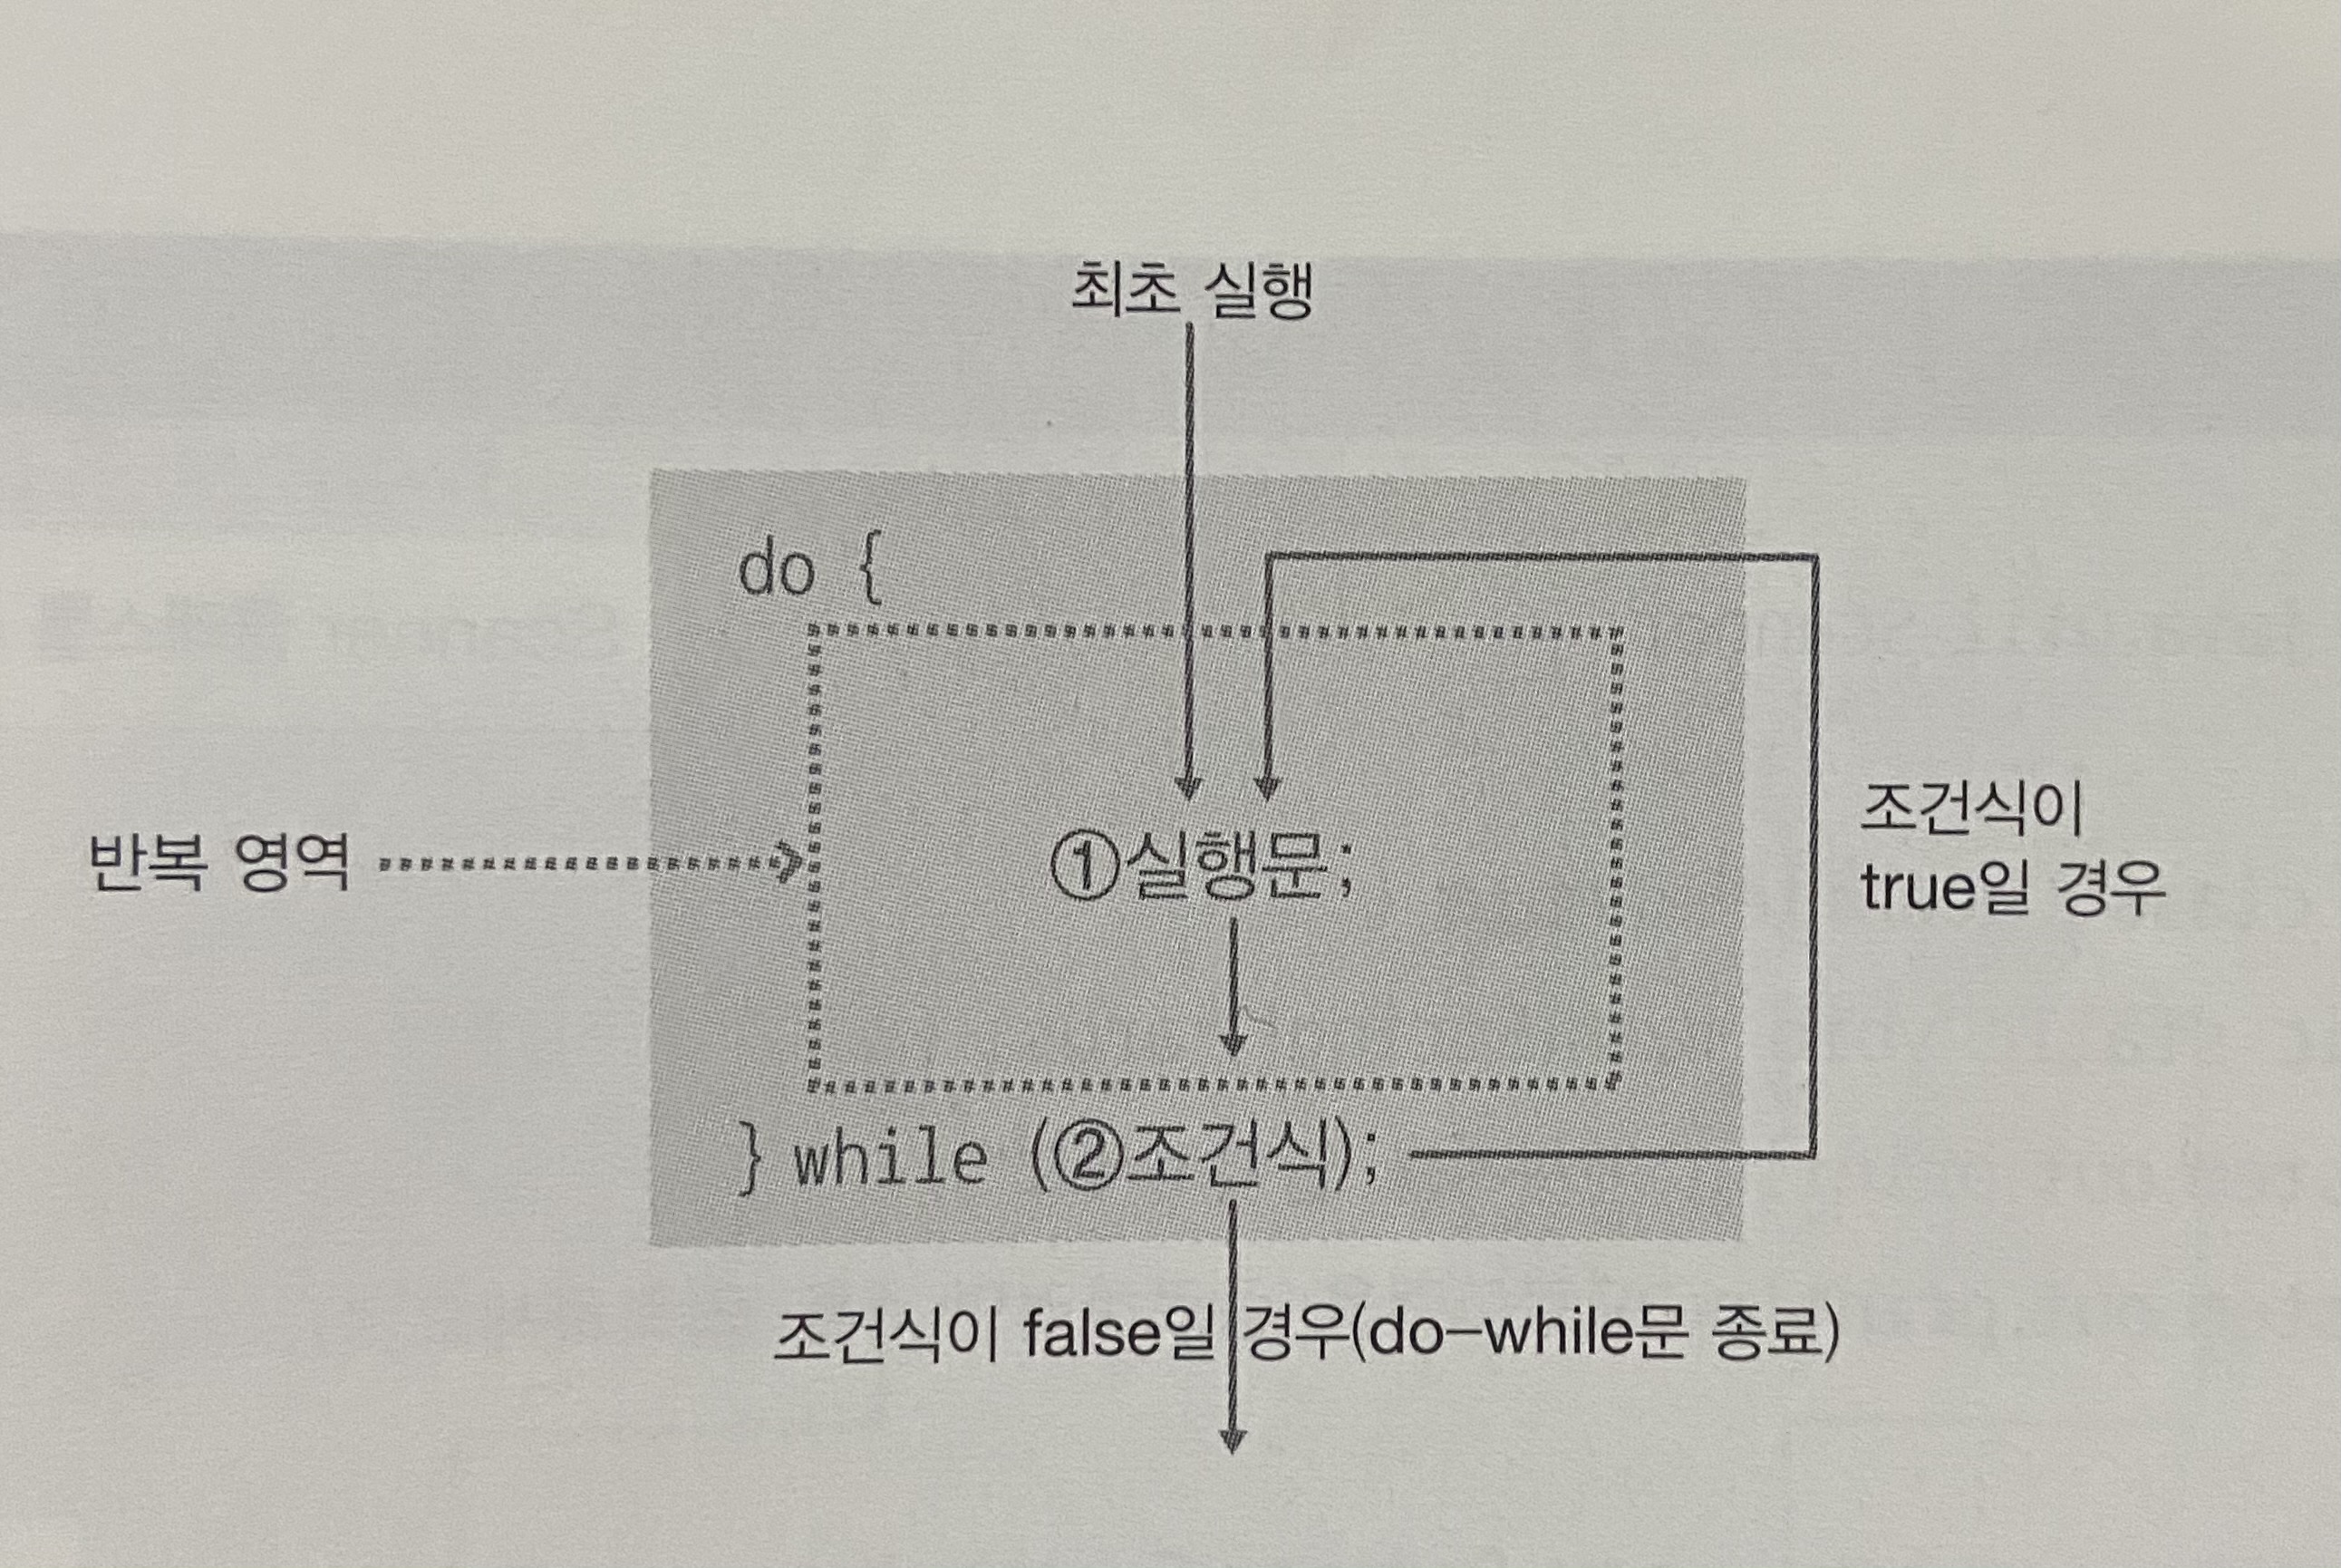 최초 실행
do {
반복 영역
①실행문;
조건식이
true일 경우
} while (②조건식);
조건식이 false일 경우(do-while문 종료)